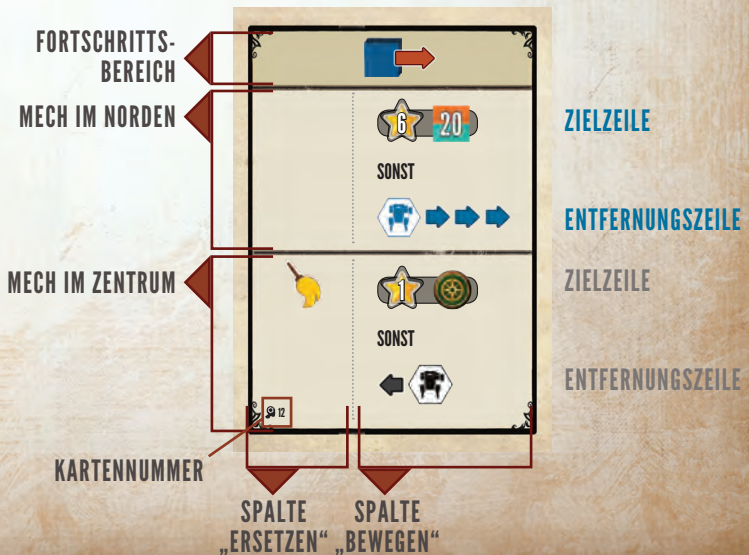 FORTSCHRITTS-
BEREICH
MECH IM NORDEN
6 20
ZIELZEILE
SONST
ENTFERNUNGSZEILE
MECH IM ZENTRUM
1
ZIELZEILE
SONST
ENTFERNUNGSZEILE
12
KARTENNUMMER
SPALTE
„ERSETZEN“
SPALTE
„BEWEGEN“